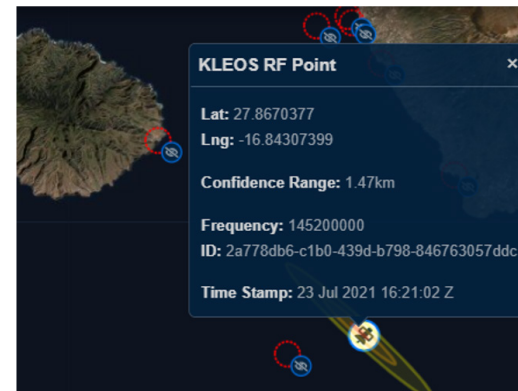 KLEOS RF Point ×
Lat: 27.8670377
Lng: -16.84307399
Confidence Range: 1.47km
Frequency: 145200000
ID: 2a778db6-c1b0-439d-b798-846763057ddc
Time Stamp: 23 Jul 2021 16:21:02 Z